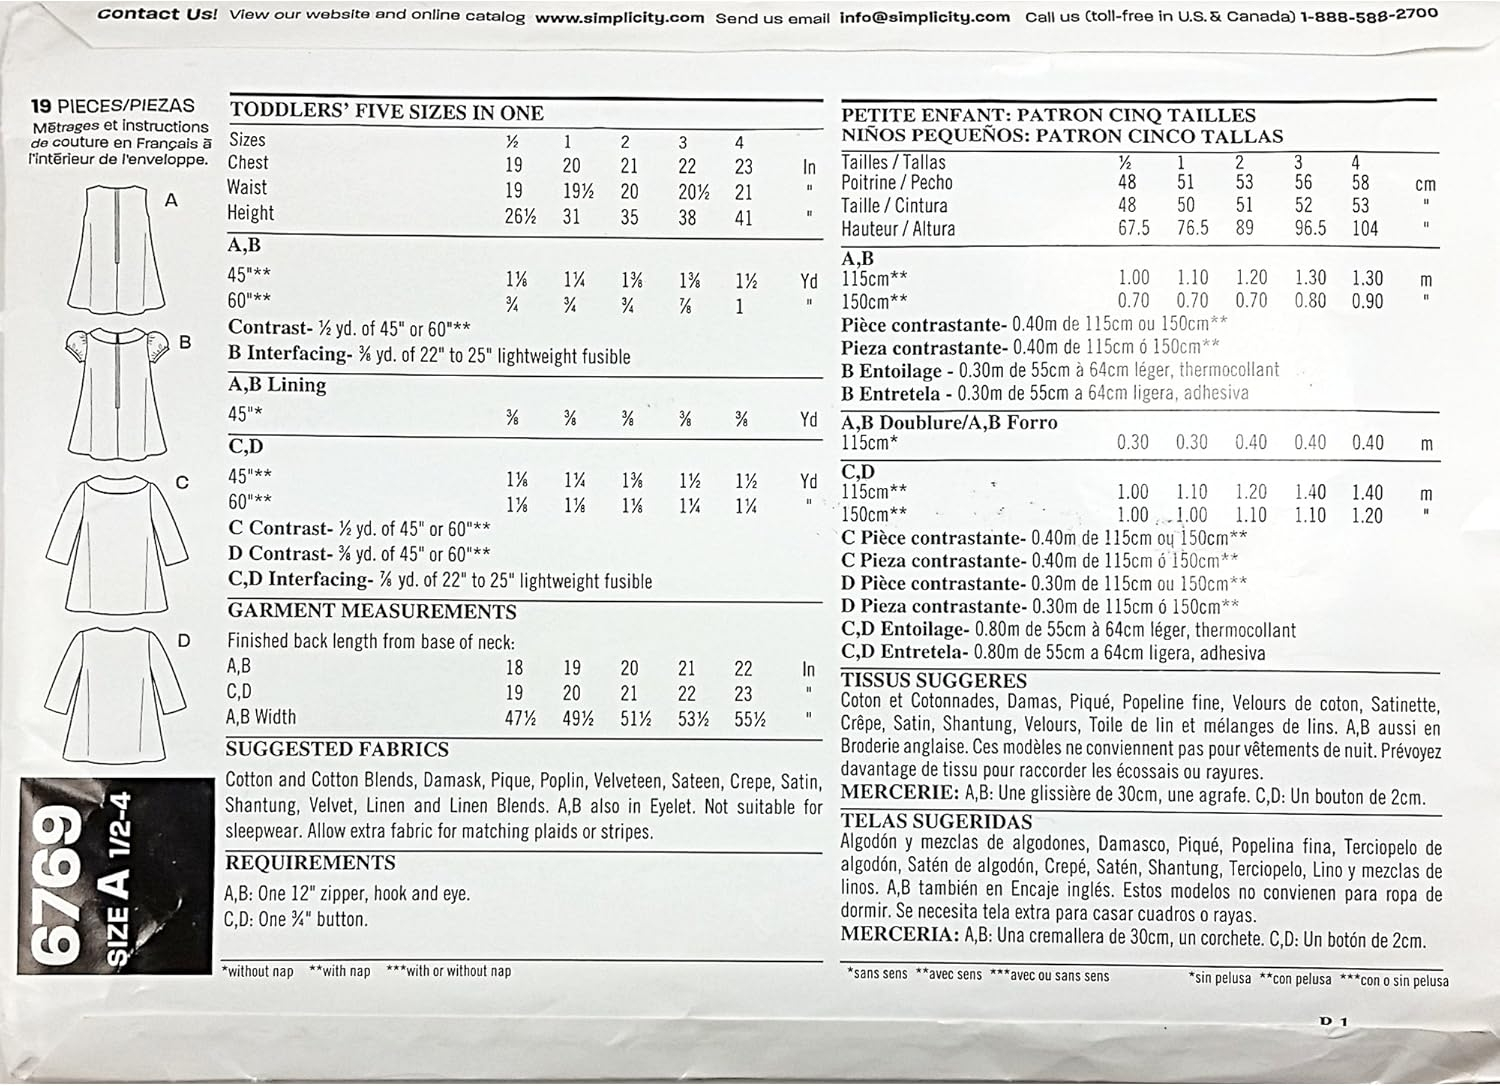 Contact Us! View our website and online catalog www.simplicity.com Send us email info@simplicity.com Call us (toll-free in U.S. & Canada) 1-888-588-2700
19 PIECES/PIEZAS
Métrages et instructions
de couture en Français à
l'intérieur de l'enveloppe.
A
B
C
D
6769
SIZE A 1/2-4
TODDLERS' FIVE SIZES IN ONE
Sizes ½ 1 2 3 4
Chest 19 20 21 22 23 In
Waist 19 19½ 20 20½ 21 "
Height 26½ 31 35 38 41 "
A,B
45"** 1⅛ 1¼ 1⅜ 1⅜ 1½ Yd
60"** ¾ ¾ ¾ ⅞ 1 "
Contrast- ½ yd. of 45" or 60"**
B Interfacing- ⅜ yd. of 22" to 25" lightweight fusible
A,B Lining
45"* ⅜ ⅜ ⅜ ⅜ ⅜ Yd
C,D
45"** 1⅛ 1¼ 1⅜ 1½ 1½ Yd
60"** 1⅛ 1⅛ 1⅛ 1¼ 1¼ "
C Contrast- ½ yd. of 45" or 60"**
D Contrast- ⅜ yd. of 45" or 60"**
C,D Interfacing- ⅞ yd. of 22" to 25" lightweight fusible
GARMENT MEASUREMENTS
Finished back length from base of neck:
A,B 18 19 20 21 22 In
C,D 19 20 21 22 23 "
A,B Width 47½ 49½ 51½ 53½ 55½ "
SUGGESTED FABRICS
Cotton and Cotton Blends, Damask, Pique, Poplin, Velveteen, Sateen, Crepe, Satin,
Shantung, Velvet, Linen and Linen Blends. A,B also in Eyelet. Not suitable for
sleepwear. Allow extra fabric for matching plaids or stripes.
REQUIREMENTS
A,B: One 12" zipper, hook and eye.
C,D: One ¾" button.
*without nap **with nap ***with or without nap
PETITE ENFANT: PATRON CINQ TAILLES
NIÑOS PEQUEÑOS: PATRON CINCO TALLAS
Tailles / Tallas ½ 1 2 3 4
Poitrine / Pecho 48 51 53 56 58 cm
Taille / Cintura 48 50 51 52 53 "
Hauteur / Altura 67.5 76.5 89 96.5 104 "
A,B
115cm** 1.00 1.10 1.20 1.30 1.30 m
150cm** 0.70 0.70 0.70 0.80 0.90 "
Pièce contrastante- 0.40m de 115cm ou 150cm**
Pieza contrastante- 0.40m de 115cm ó 150cm**
B Entoilage - 0.30m de 55cm à 64cm léger, thermocollant
B Entretela - 0.30m de 55cm a 64cm ligera, adhesiva
A,B Doublure/A,B Forro
115cm* 0.30 0.30 0.40 0.40 0.40 m
C,D
115cm** 1.00 1.10 1.20 1.40 1.40 m
150cm** 1.00 1.00 1.10 1.10 1.20 "
C Pièce contrastante- 0.40m de 115cm ou 150cm**
C Pieza contrastante- 0.40m de 115cm ó 150cm**
D Pièce contrastante- 0.30m de 115cm ou 150cm**
D Pieza contrastante- 0.30m de 115cm ó 150cm**
C,D Entoilage- 0.80m de 55cm à 64cm léger, thermocollant
C,D Entretela- 0.80m de 55cm a 64cm ligera, adhesiva
TISSUS SUGGERES
Coton et Cotonnades, Damas, Piqué, Popeline fine, Velours de coton, Satinette,
Crêpe, Satin, Shantung, Velours, Toile de lin et mélanges de lins. A,B aussi en
Broderie anglaise. Ces modèles ne conviennent pas pour vêtements de nuit. Prévoyez
davantage de tissu pour raccorder les écossais ou rayures.
MERCERIE: A,B: Une glissière de 30cm, une agrafe. C,D: Un bouton de 2cm.
TELAS SUGERIDAS
Algodón y mezclas de algodones, Damasco, Piqué, Popelina fina, Terciopelo de
algodón, Satén de algodón, Crepé, Satén, Shantung, Terciopelo, Lino y mezclas de
linos. A,B también en Encaje inglés. Estos modelos no convienen para ropa de
dormir. Se necesita tela extra para casar cuadros o rayas.
MERCERIA: A,B: Una cremallera de 30cm, un corchete. C,D: Un botón de 2cm.
*sans sens **avec sens ***avec ou sans sens *sin pelusa **con pelusa ***con o sin pelusa
D 1